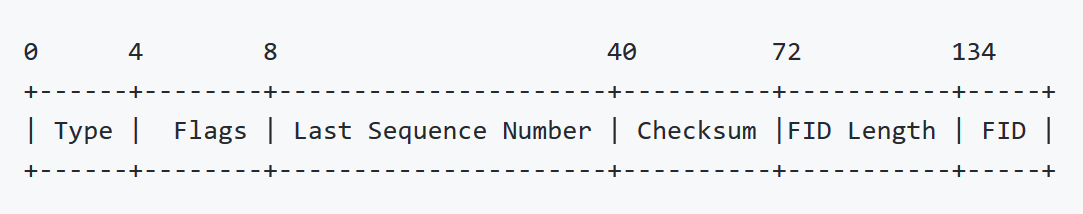 0      4        8                      40         72          134
+------+--------+----------------------+----------+-----------+-----+
| Type |  Flags | Last Sequence Number | Checksum |FID Length | FID |
+------+--------+----------------------+----------+-----------+-----+